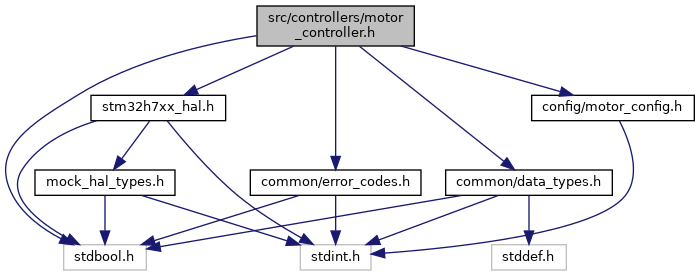 src/controllers/motor
_controller.h
stm32h7xx_hal.h
config/motor_config.h
mock_hal_types.h
common/error_codes.h
common/data_types.h
stdbool.h
stdint.h
stddef.h